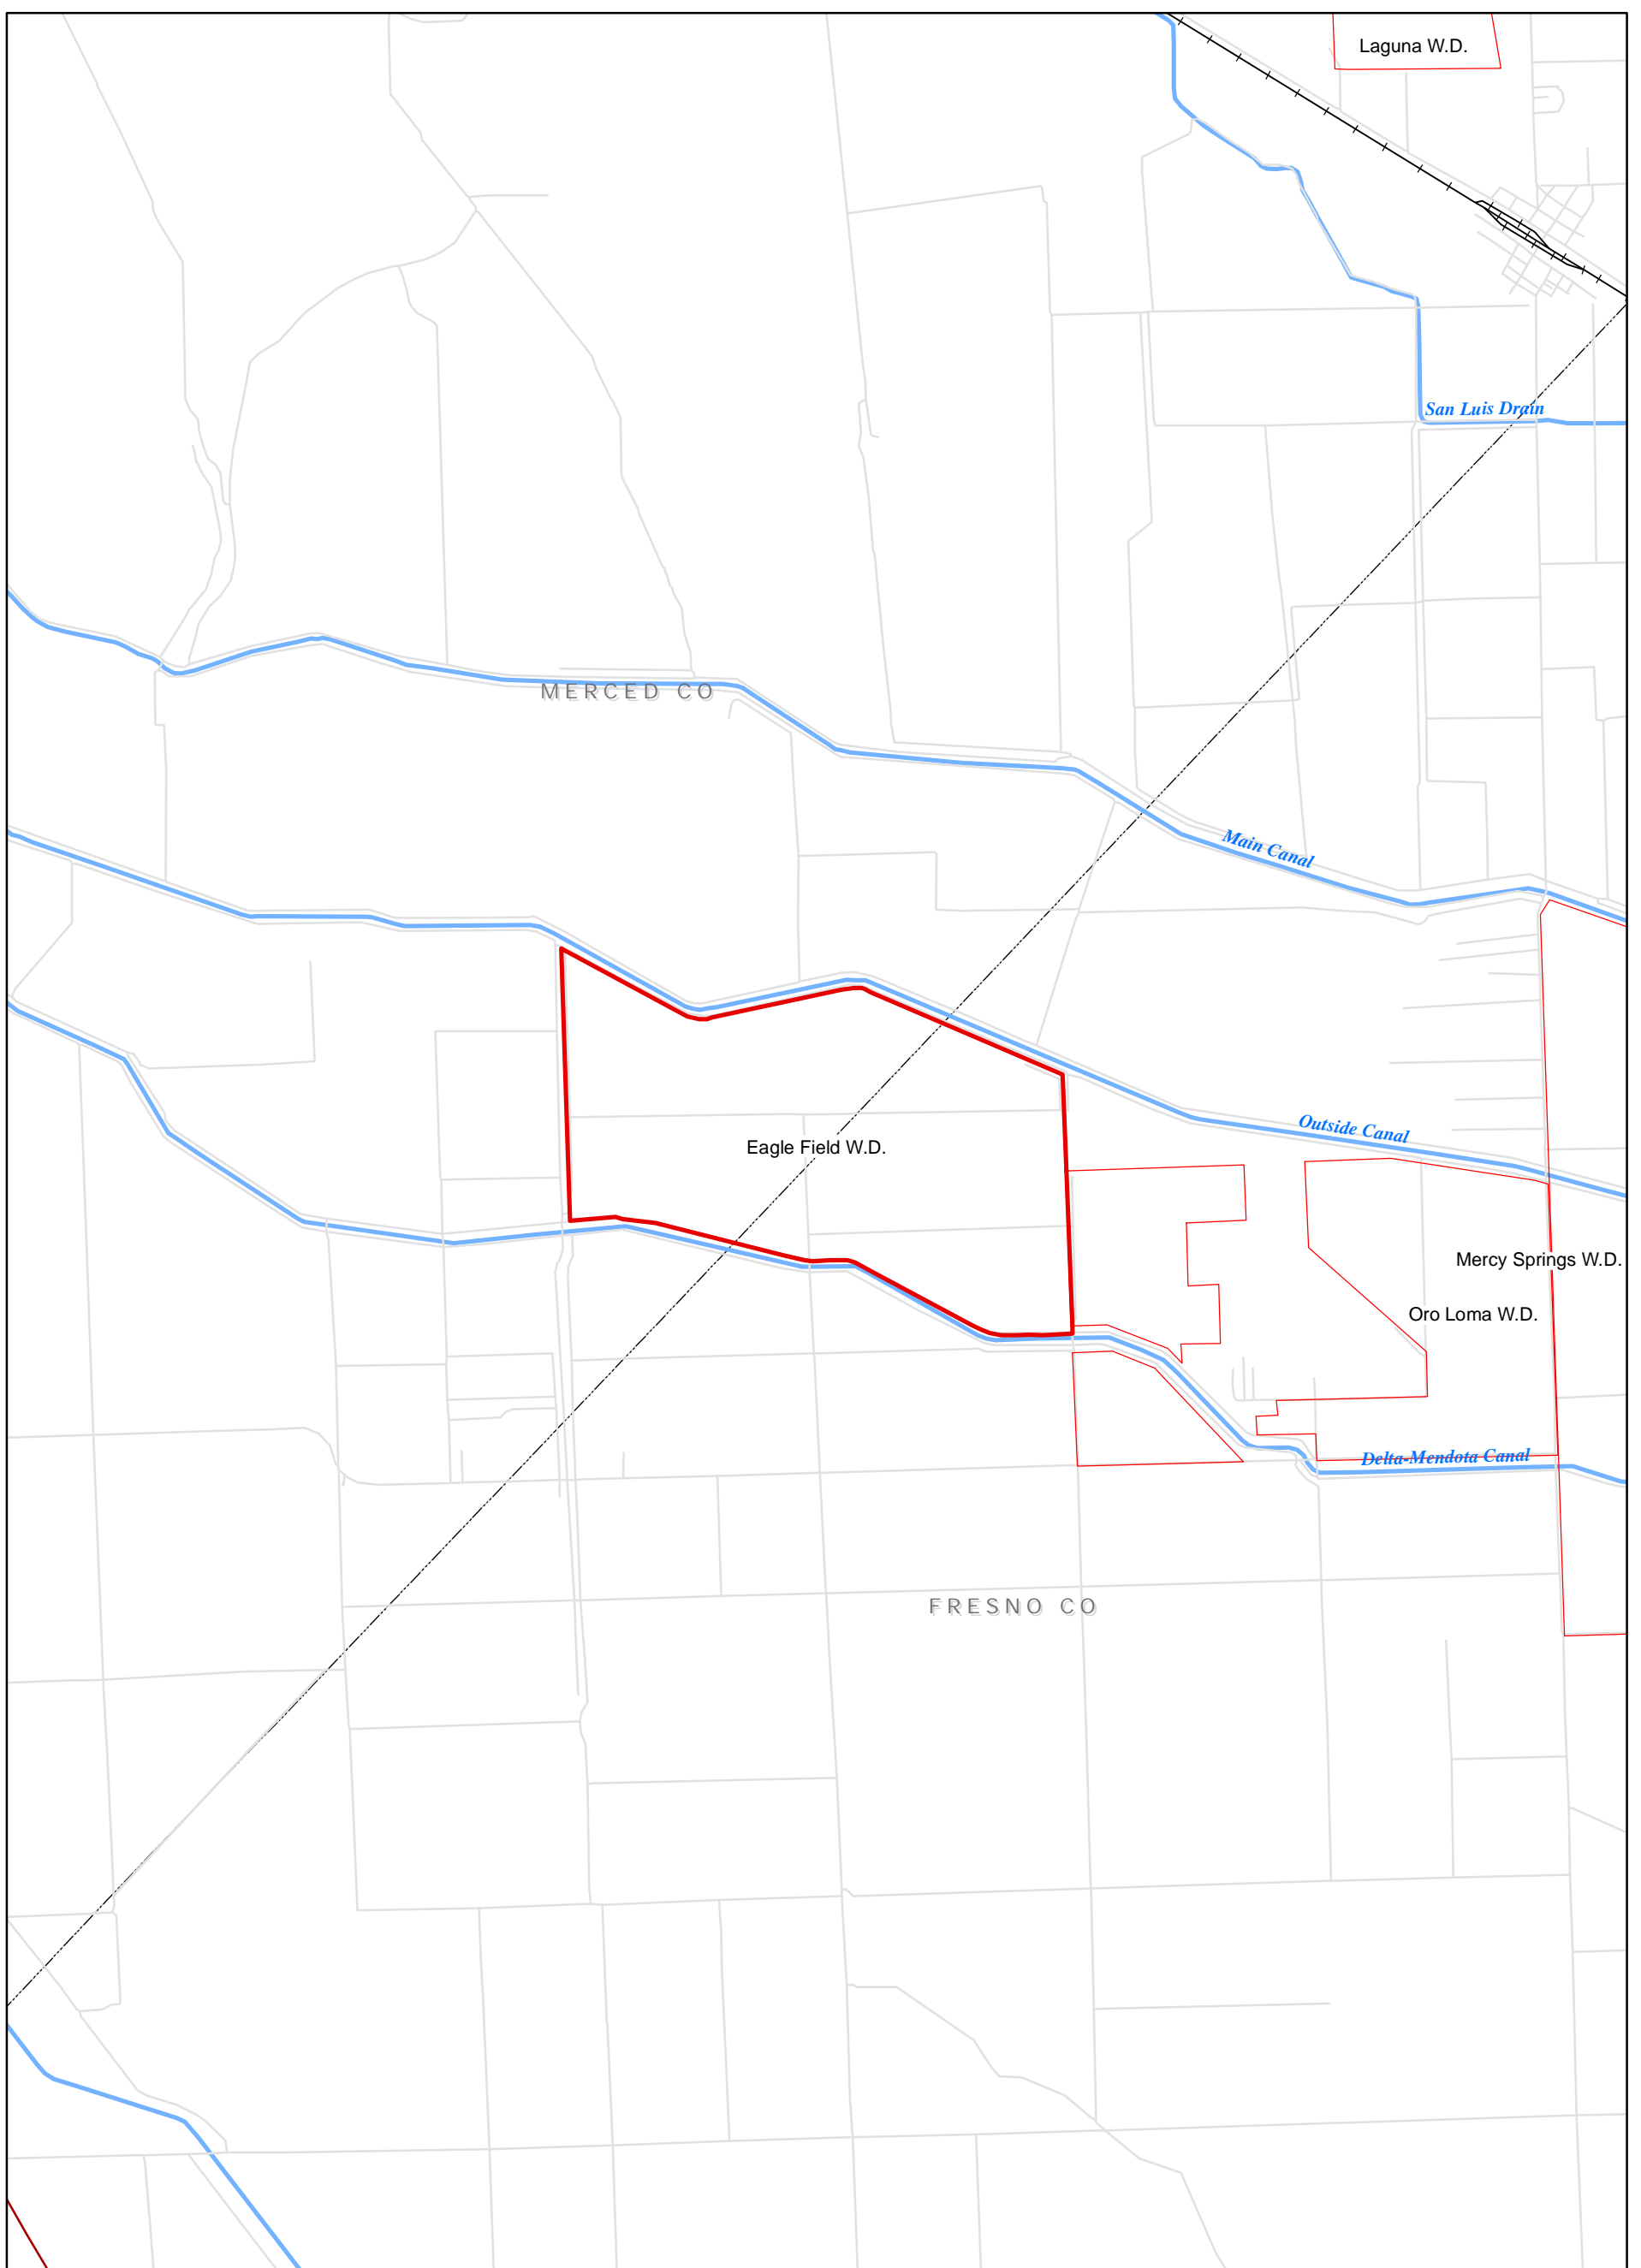 Laguna W.D.
San Luis Drain
MERCED CO
Main Canal
Outside Canal
Eagle Field W.D.
Mercy Springs W.D.
Oro Loma W.D.
Delta-Mendota Canal
FRESNO CO